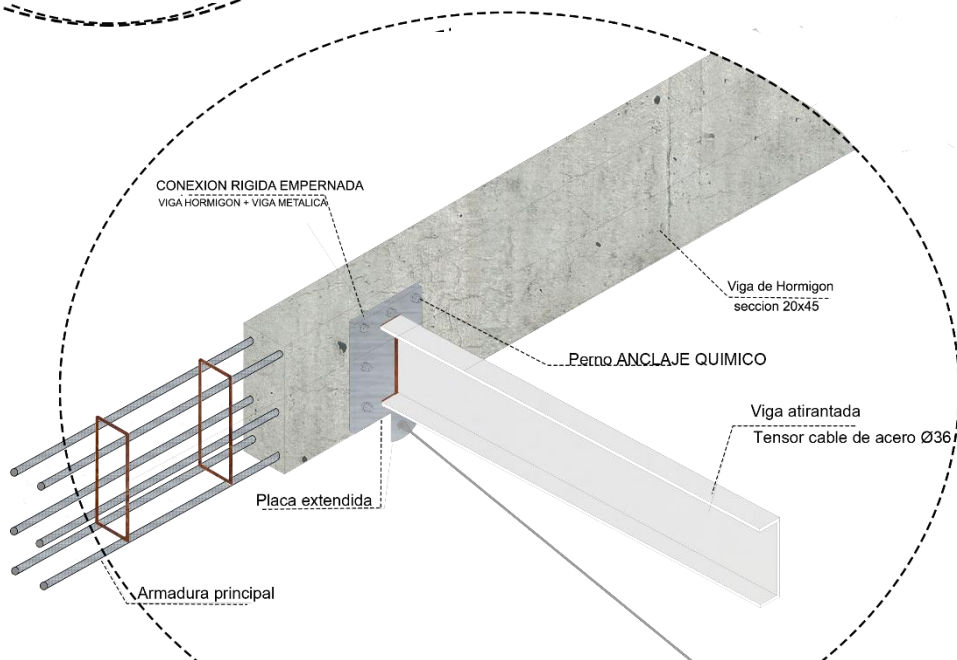 CONEXION RIGIDA EMPERNADA
VIGA HORMIGON + VIGA METALICA
Viga de Hormigon
seccion 20x45
Perno ANCLAJE QUIMICO
Viga atirantada
Tensor cable de acero Ø36
Placa extendida
Armadura principal